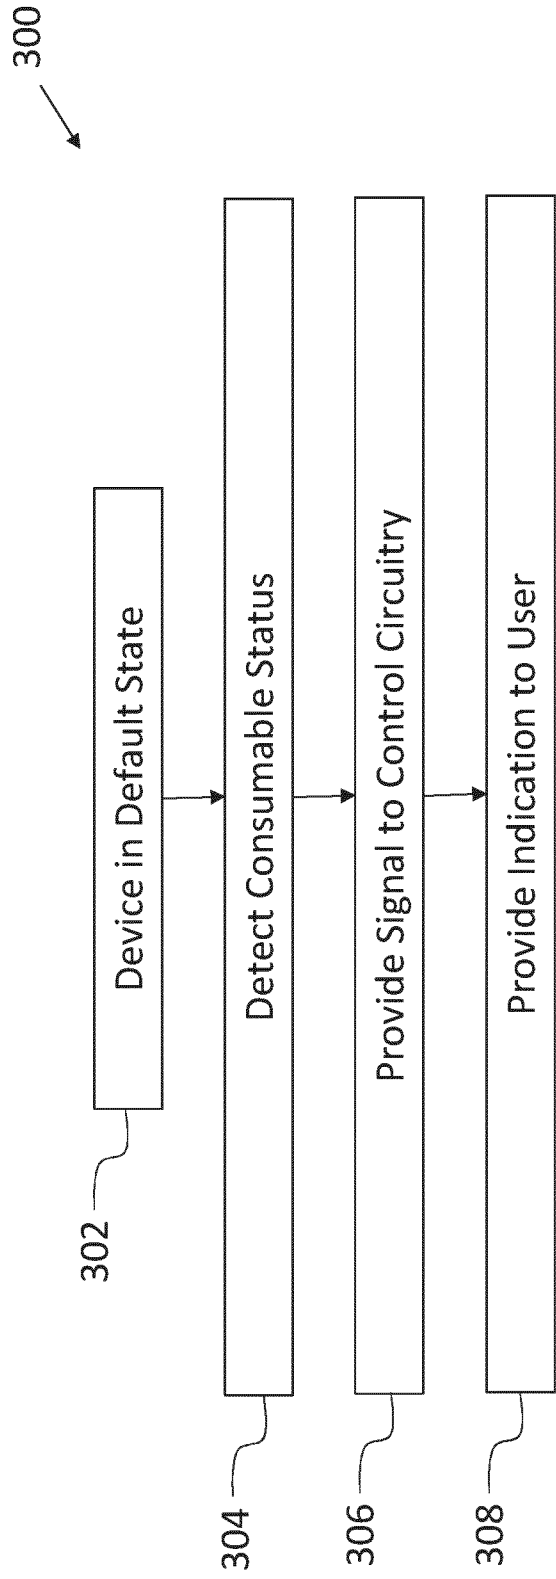 300
302
Device in Default State
304
Detect Consumable Status
306
Provide Signal to Control Circuitry
308
Provide Indication to User